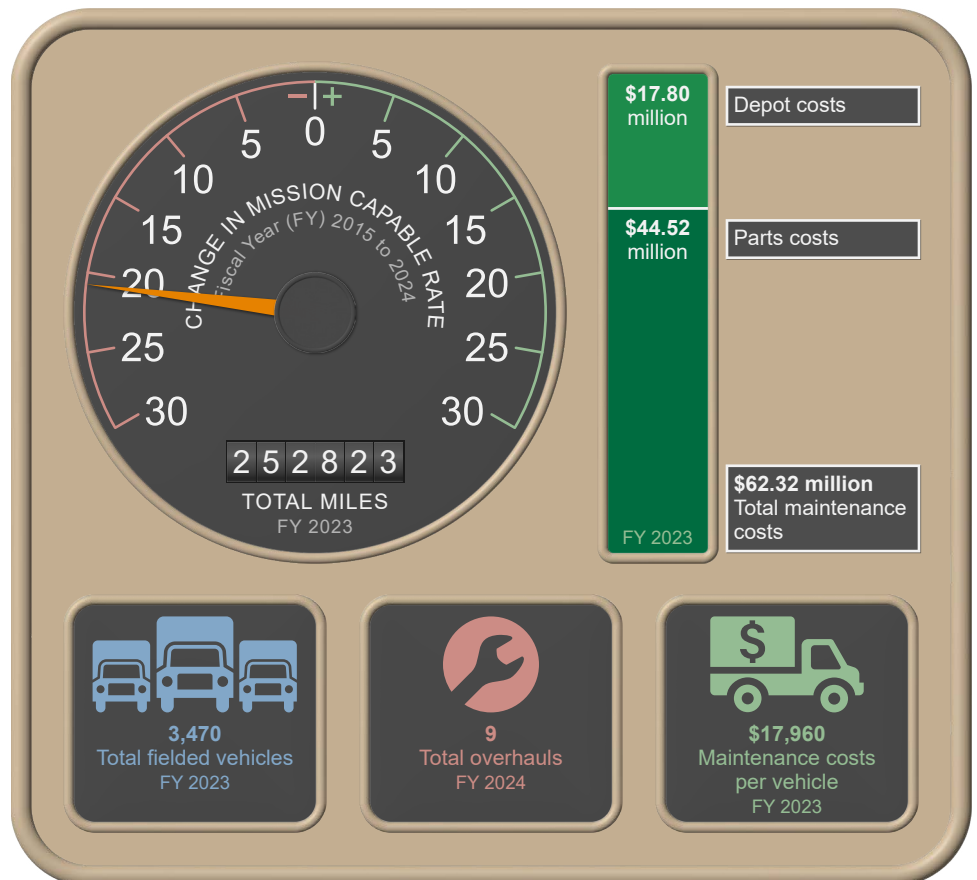 − +
0
5 5
10 10
15 15
20 20
25 25
30 30
CHANGE IN MISSION CAPABLE RATE
Fiscal Year (FY) 2015 to 2024
252823
TOTAL MILES
FY 2023
$17.80
million
Depot costs
$44.52
million
Parts costs
FY 2023
$62.32 million
Total maintenance
costs
3,470
Total fielded vehicles
FY 2023
9
Total overhauls
FY 2024
$
$17,960
Maintenance costs
per vehicle
FY 2023